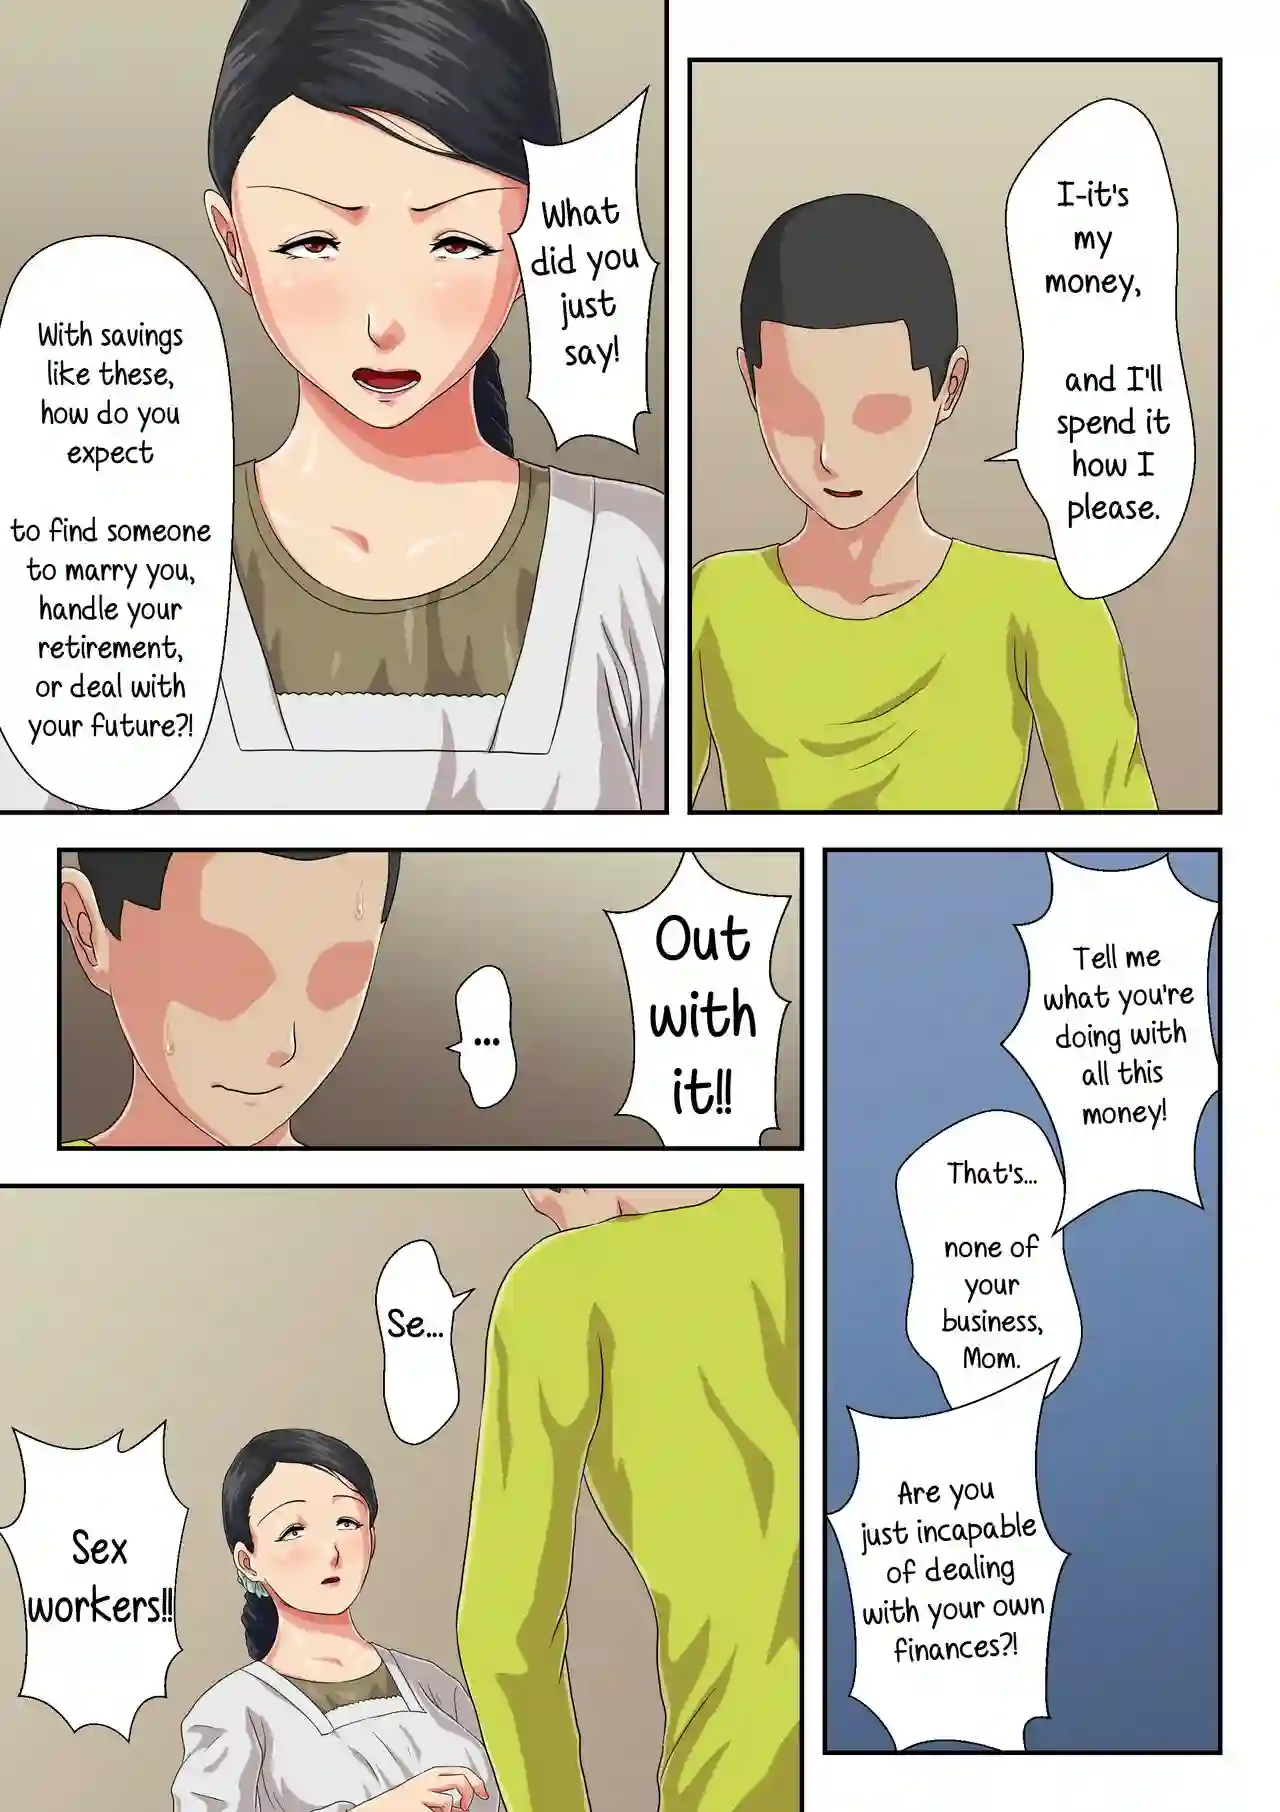 I-it's
my
money,
and I'll
spend it
how I
please.
What
did you
just
say!
With savings
like these,
how do you
expect
to find someone
to marry you,
handle your
retirement,
or deal with
your future?!
Tell me
what you're
doing with
all this
money!
That's...
none of
your
business,
Mom.
Are you
just incapable
of dealing
with your own
finances?!
Out
with
it!!
...
Se...
Sex
workers!!